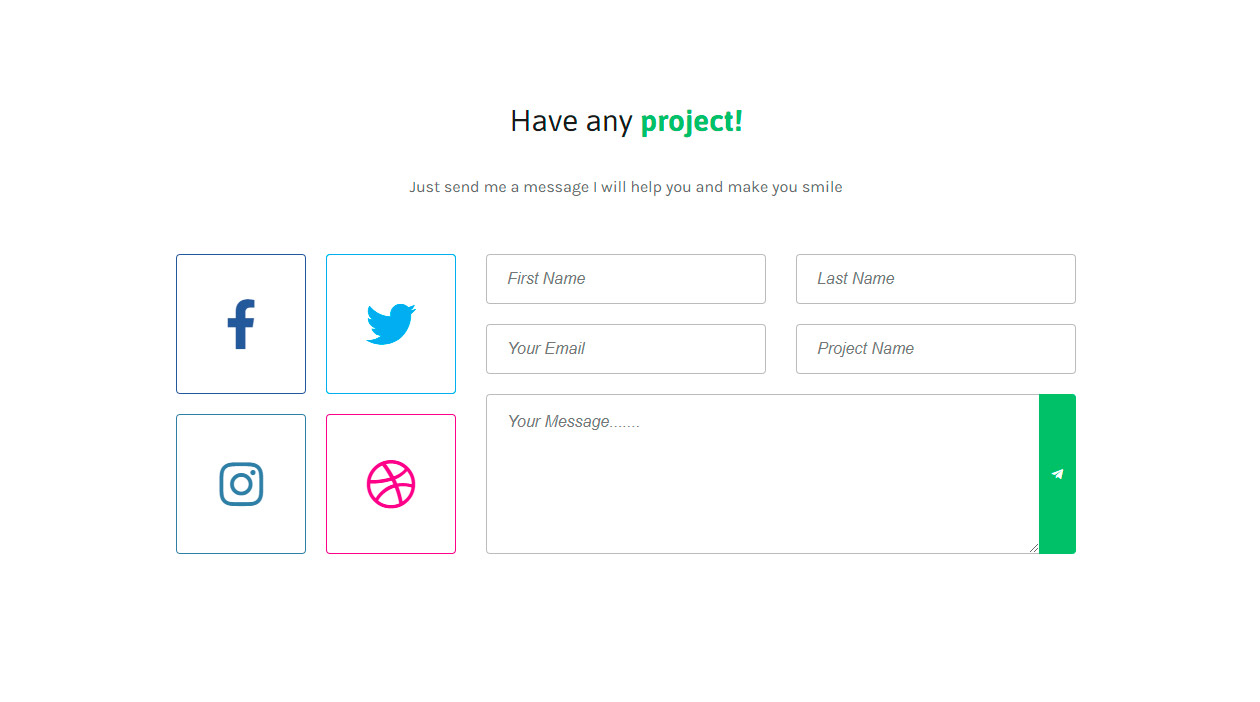 Have any project!
Just send me a message I will help you and make you smile
First Name
Last Name
Your Email
Project Name
Your Message.......